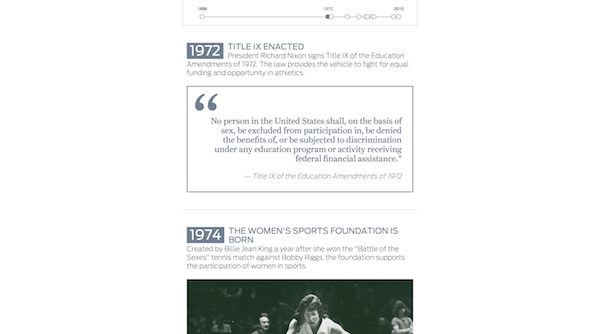 1896 1972 2015
1972 TITLE IX ENACTED
President Richard Nixon signs Title IX of the Education
Amendments of 1972. The law provides the vehicle to fight for equal
funding and opportunity in athletics.
“
No person in the United States shall, on the basis of
sex, be excluded from participation in, be denied
the benefits of, or be subjected to discrimination
under any education program or activity receiving
federal financial assistance.”
— Title IX of the Education Amendments of 1972
1974 THE WOMEN'S SPORTS FOUNDATION IS
BORN
Created by Billie Jean King a year after she won the "Battle of the
Sexes" tennis match against Bobby Riggs, the foundation supports
the participation of women in sports.